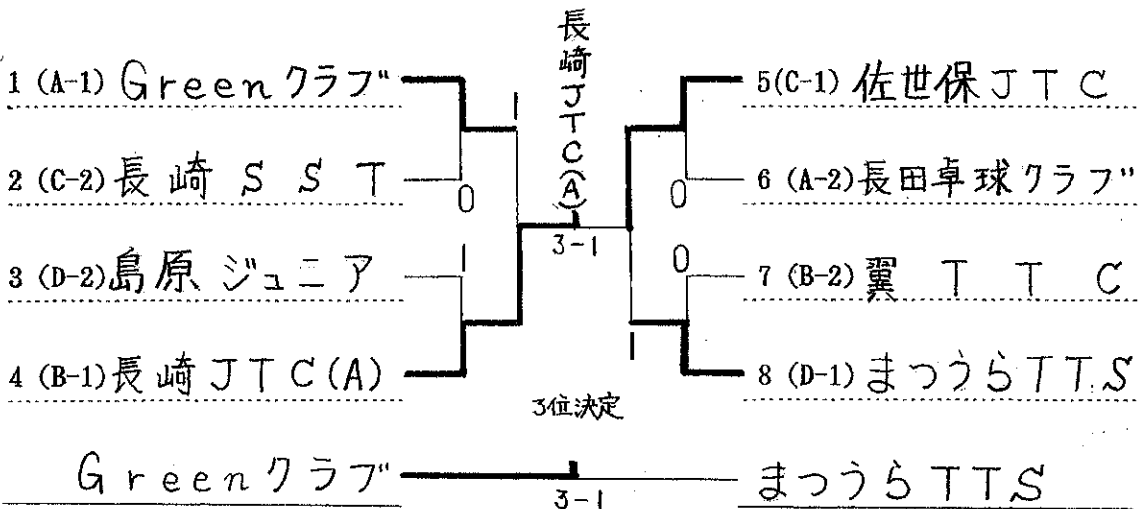 長崎JTC(A)
1 (A-1) Greenクラブ
2 (C-2) 長崎SST
3 (D-2) 島原ジュニア
4 (B-1) 長崎JTC(A)
1
0
1
3-1
0
0
1
5 (C-1) 佐世保JTC
6 (A-2) 長田卓球クラブ
7 (B-2) 翼TTC
8 (D-1) まつうらTTS
3位決定
Greenクラブ
3-1
まつうらTTS